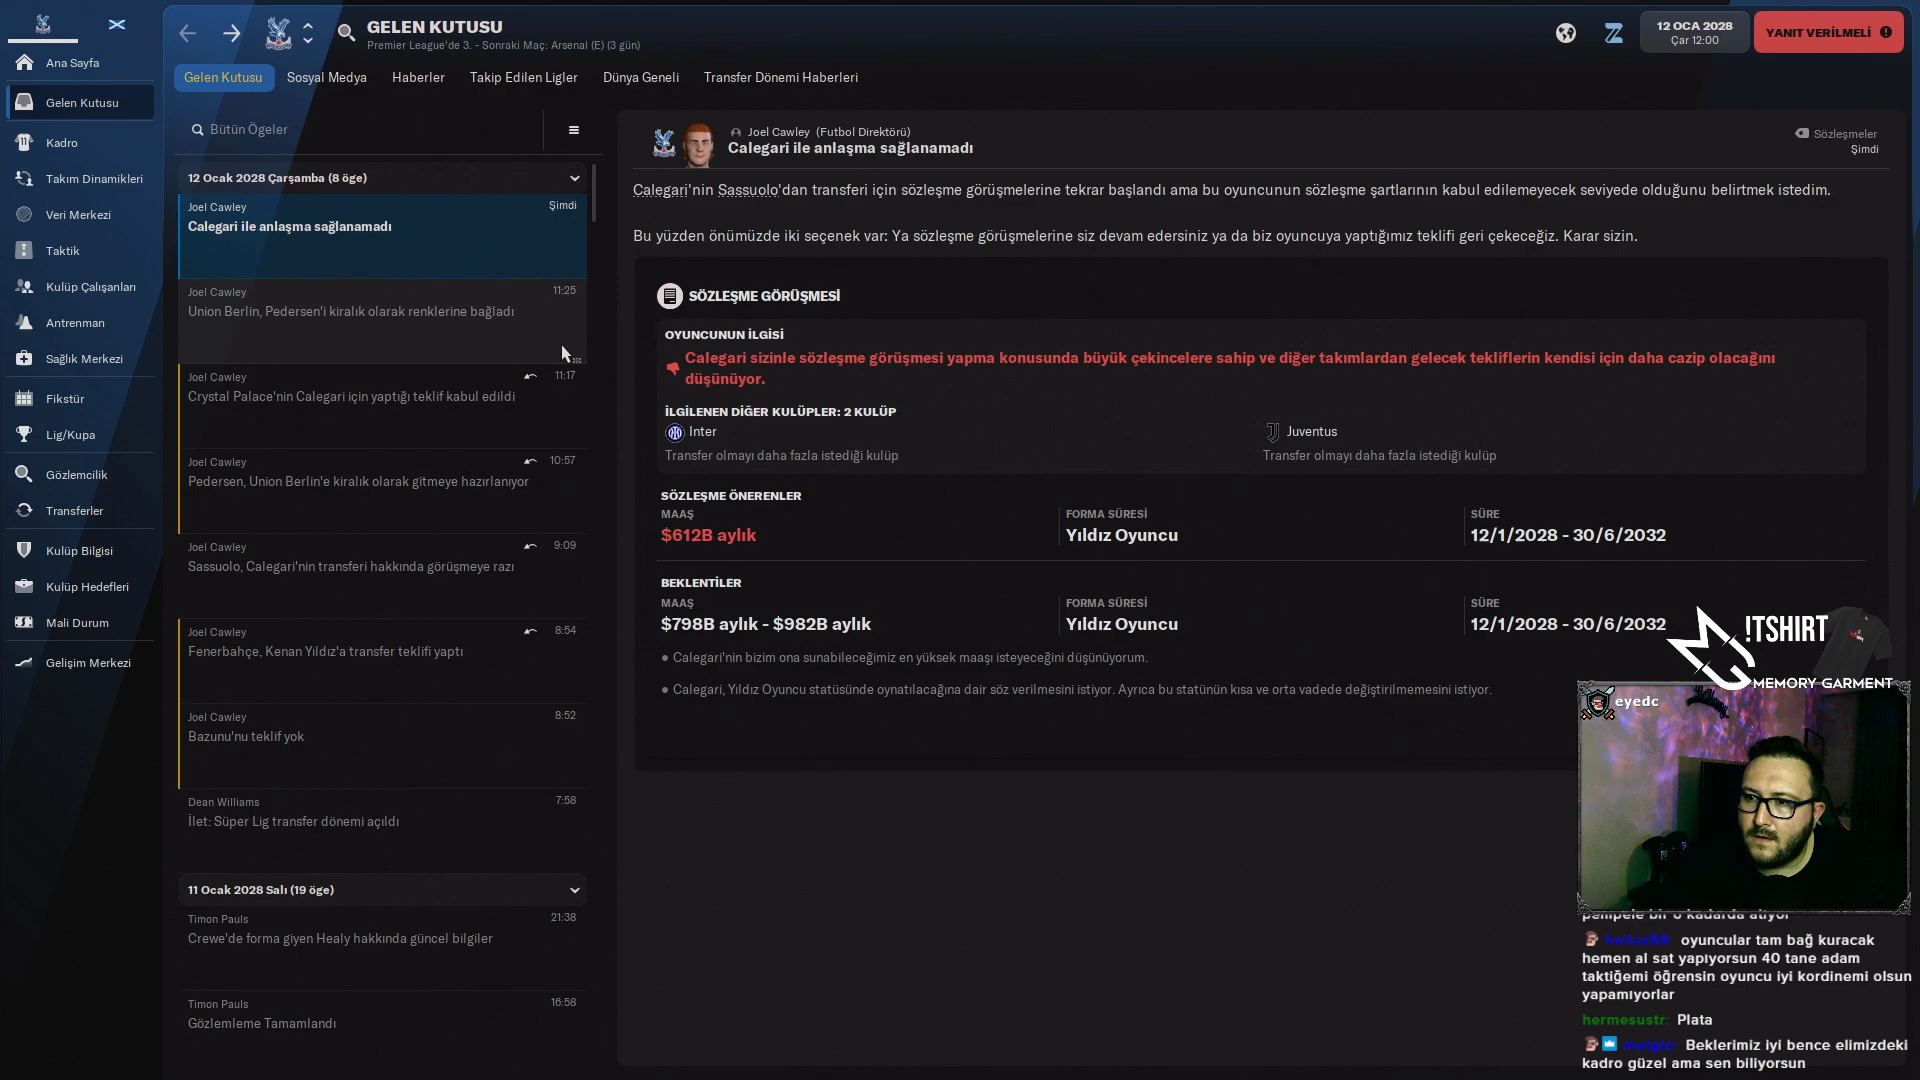 GELEN KUTUSU
Premier League'de 3. - Sonraki Maç: Arsenal (E) (3 gün)
12 OCA 2028
Çar 12:00
YANIT VERİLMELİ
Ana Sayfa
Gelen Kutusu
Kadro
Takım Dinamikleri
Veri Merkezi
Taktik
Kulüp Çalışanları
Antrenman
Sağlık Merkezi
Fikstür
Lig/Kupa
Gözlemcilik
Transferler
Kulüp Bilgisi
Kulüp Hedefleri
Mali Durum
Gelişim Merkezi
Gelen Kutusu
Sosyal Medya
Haberler
Takip Edilen Ligler
Dünya Geneli
Transfer Dönemi Haberleri
Bütün Ögeler
12 Ocak 2028 Çarşamba (8 öge)
Joel Cawley
Şimdi
Calegari ile anlaşma sağlanamadı
Joel Cawley
11:25
Union Berlin, Pedersen'i kiralık olarak renklerine bağladı
Joel Cawley
11:17
Crystal Palace'nin Calegari için yaptığı teklif kabul edildi
Joel Cawley
10:57
Pedersen, Union Berlin'e kiralık olarak gitmeye hazırlanıyor
Joel Cawley
9:09
Sassuolo, Calegari'nin transferi hakkında görüşmeye razı
Joel Cawley
8:54
Fenerbahçe, Kenan Yıldız'a transfer teklifi yaptı
Joel Cawley
8:52
Bazunu'nu teklif yok
Dean Williams
7:58
İlet: Süper Lig transfer dönemi açıldı
11 Ocak 2028 Salı (19 öge)
Timon Pauls
21:38
Crewe'de forma giyen Healy hakkında güncel bilgiler
Timon Pauls
16:58
Gözlemleme Tamamlandı
Joel Cawley (Futbol Direktörü)
Calegari ile anlaşma sağlanamadı
Sözleşmeler
Şimdi
Calegari'nin Sassuolo'dan transferi için sözleşme görüşmelerine tekrar başlandı ama bu oyuncunun sözleşme şartlarının kabul edilemeyecek seviyede olduğunu belirtmek istedim.
Bu yüzden önümüzde iki seçenek var: Ya sözleşme görüşmelerine siz devam edersiniz ya da biz oyuncuya yaptığımız teklifi geri çekeceğiz. Karar sizin.
SÖZLEŞME GÖRÜŞMESİ
OYUNCUNUN İLGİSİ
Calegari sizinle sözleşme görüşmesi yapma konusunda büyük çekincelere sahip ve diğer takımlardan gelecek tekliflerin kendisi için daha cazip olacağını
düşünüyor.
İLGİLENEN DİĞER KULÜPLER: 2 KULÜP
Inter
Juventus
Transfer olmayı daha fazla istediği kulüp
Transfer olmayı daha fazla istediği kulüp
SÖZLEŞME ÖNERENLER
MAAŞ
FORMA SÜRESİ
SÜRE
$612B aylık
Yıldız Oyuncu
12/1/2028 - 30/6/2032
BEKLENTİLER
MAAŞ
FORMA SÜRESİ
SÜRE
$798B aylık - $982B aylık
Yıldız Oyuncu
12/1/2028 - 30/6/2032
• Calegari'nin bizim ona sunabileceğimiz en yüksek maaşı isteyeceğini düşünüyorum.
• Calegari, Yıldız Oyuncu statüsünde oynatılacağına dair söz verilmesini istiyor. Ayrıca bu statünün kısa ve orta vadede değiştirilmemesini istiyor.
!TSHIRT
MEMORY GARMENT
eyedc
oyuncular tam bağ kuracak
hemen al sat yapıyorsun 40 tane adam
taktiğemi öğrensin oyuncu iyi kordinemi olsun
yapamıyorlar
hermesustr: Plata
Beklerimiz iyi bence elimizdeki
kadro güzel ama sen biliyorsun